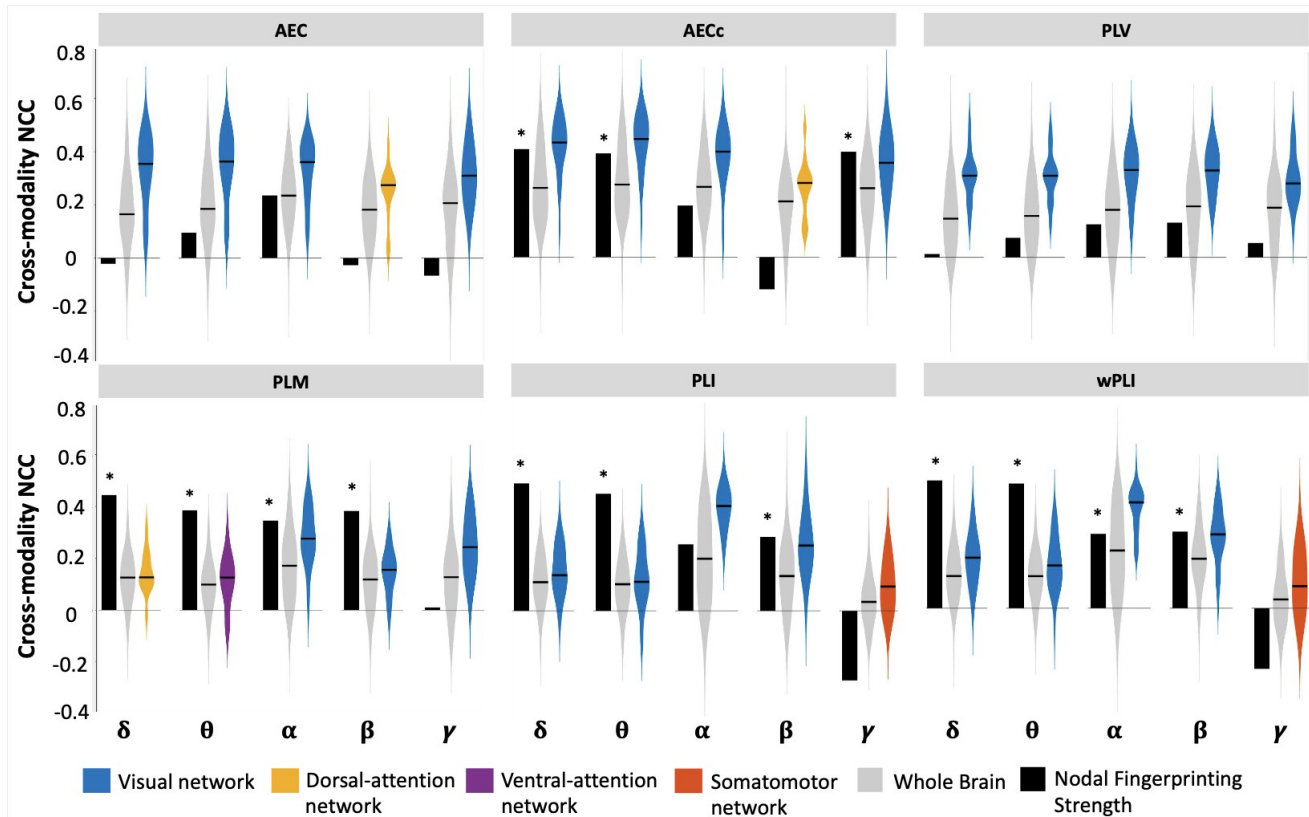 AEC
AECc
PLV
Cross-modality NCC
0.8
0.6
0.4
0.2
0
-0.2
-0.4
* * *
PLM
PLI
wPLI
Cross-modality NCC
0.8
0.6
0.4
0.2
0
-0.2
-0.4
* * * * * * * * * * *
δ θ α β γ δ θ α β γ δ θ α β γ
Visual network
Dorsal-attention
network
Ventral-attention
network
Somatomotor
network
Whole Brain
Nodal Fingerprinting
Strength